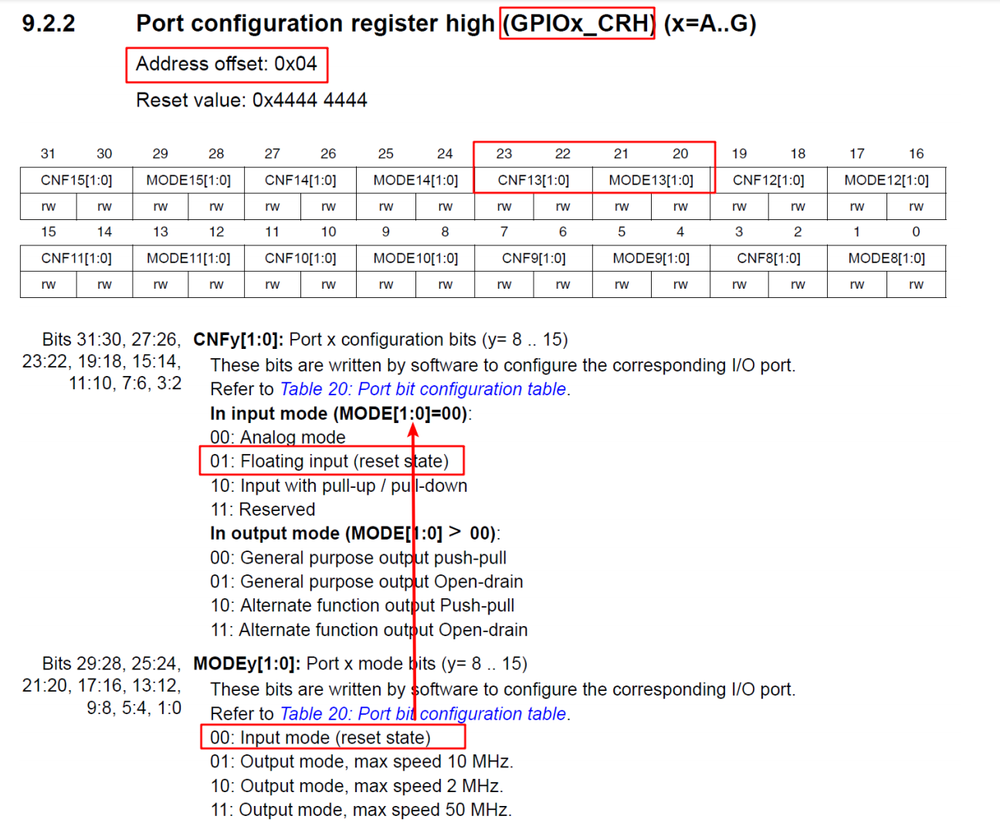 9.2.2 Port configuration register high (GPIOx_CRH) (x=A..G)
Address offset: 0x04
Reset value: 0x4444 4444
31 30 29 28 27 26 25 24 23 22 21 20 19 18 17 16
CNF15[1:0] MODE15[1:0] CNF14[1:0] MODE14[1:0] CNF13[1:0] MODE13[1:0] CNF12[1:0] MODE12[1:0]
rw rw rw rw rw rw rw rw rw rw rw rw rw rw rw rw
15 14 13 12 11 10 9 8 7 6 5 4 3 2 1 0
CNF11[1:0] MODE11[1:0] CNF10[1:0] MODE10[1:0] CNF9[1:0] MODE9[1:0] CNF8[1:0] MODE8[1:0]
rw rw rw rw rw rw rw rw rw rw rw rw rw rw rw rw
Bits 31:30, 27:26, CNFy[1:0]: Port x configuration bits (y= 8 .. 15)
23:22, 19:18, 15:14, These bits are written by software to configure the corresponding I/O port.
11:10, 7:6, 3:2 Refer to Table 20: Port bit configuration table.
In input mode (MODE[1:0]=00):
00: Analog mode
01: Floating input (reset state)
10: Input with pull-up / pull-down
11: Reserved
In output mode (MODE[1:0] > 00):
00: General purpose output push-pull
01: General purpose output Open-drain
10: Alternate function output Push-pull
11: Alternate function output Open-drain
Bits 29:28, 25:24, MODEy[1:0]: Port x mode bits (y= 8 .. 15)
21:20, 17:16, 13:12, These bits are written by software to configure the corresponding I/O port.
9:8, 5:4, 1:0 Refer to Table 20: Port bit configuration table.
00: Input mode (reset state)
01: Output mode, max speed 10 MHz.
10: Output mode, max speed 2 MHz.
11: Output mode, max speed 50 MHz.